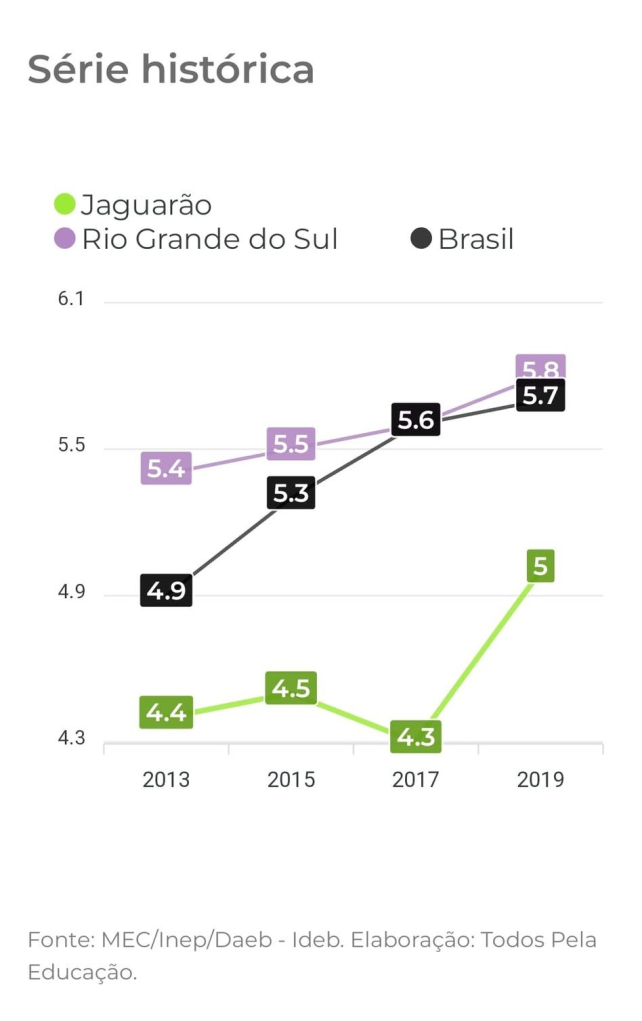 Série histórica
Jaguarão
Rio Grande do Sul Brasil
6.1
5.8
5.7
5.6
5.5
5.5
5.4
5.3
5
4.9
4.9
4.5
4.4
4.3
4.3
2013 2015 2017 2019
Fonte: MEC/Inep/Daeb - Ideb. Elaboração: Todos Pela
Educação.